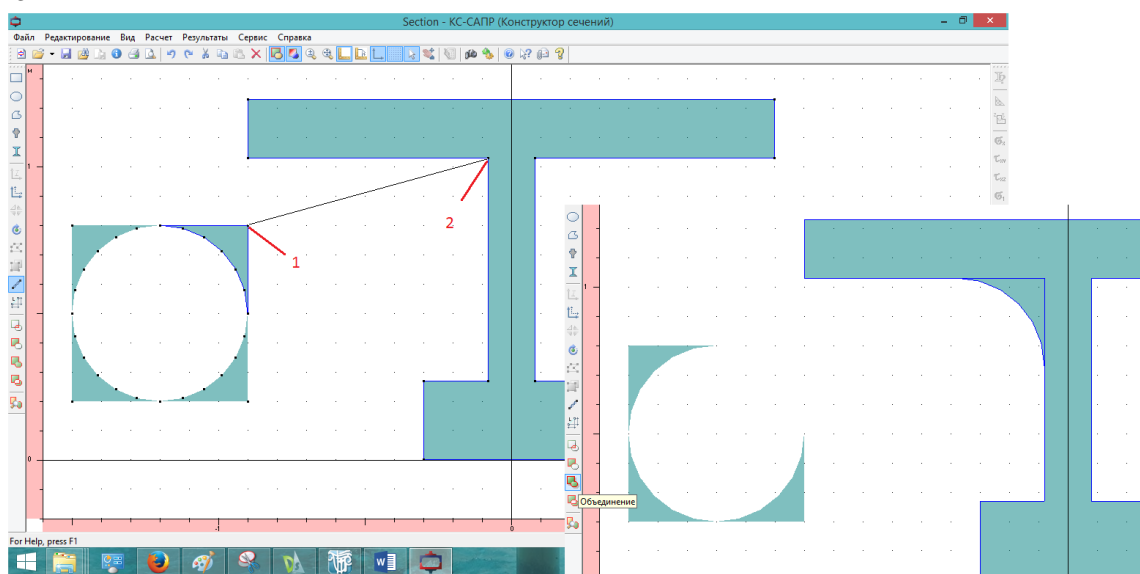 Section - КС-САПР (Конструктор сечений)
Файл Редактирование Вид Расчет Результаты Сервис Справка
м
1
0
-1
0
1
2
1
Объединение
For Help, press F1